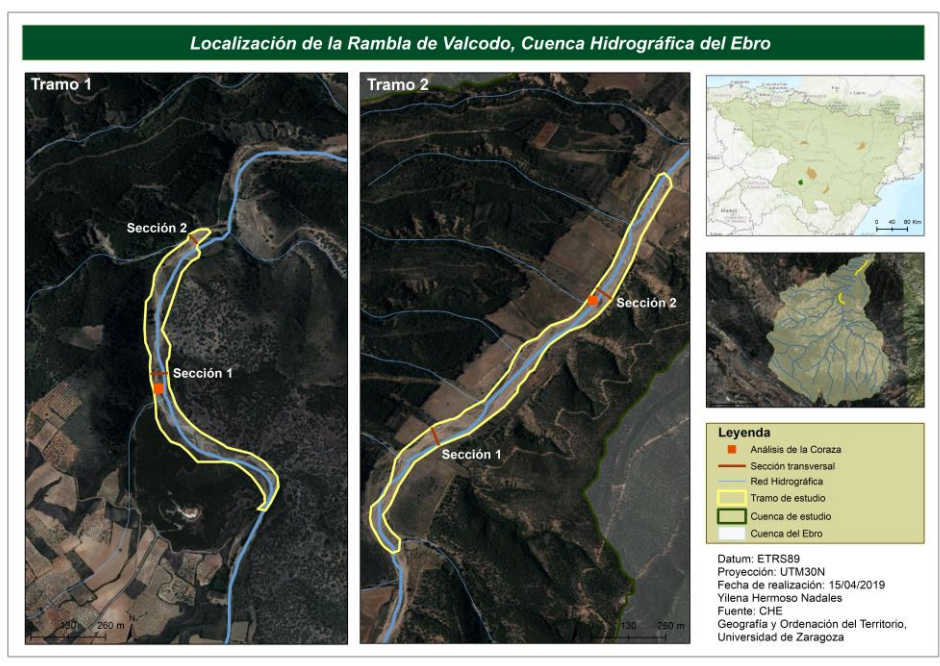 Localización de la Rambla de Valcodo, Cuenca Hidrográfica del Ebro
Tramo 1
Sección 2
Sección 1
130 260 m
Tramo 2
Sección 2
Sección 1
130 260 m
Madrid
0 40 80 Km
Leyenda
Análisis de la Coraza
Sección transversal
Red Hidrográfica
Tramo de estudio
Cuenca de estudio
Cuenca del Ebro
Datum: ETRS89
Proyección: UTM30N
Fecha de realización: 15/04/2019
Yilena Hermoso Nadales
Fuente: CHE
Geografía y Ordenación del Territorio,
Universidad de Zaragoza